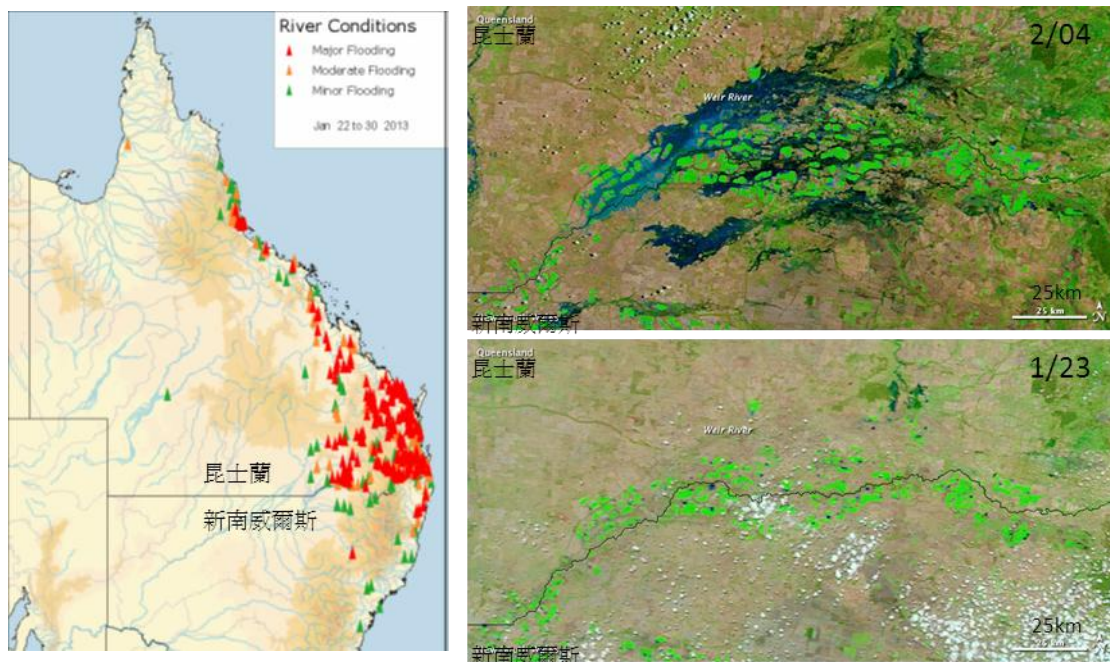 River Conditions
Major Flooding
Moderate Flooding
Minor Flooding
Jan 22 to 30 2013
昆士蘭
新南威爾斯
Queensland
昆士蘭
2/04
Weir River
25km
25 km
N
新南威爾斯
Queensland
昆士蘭
1/23
Weir River
25km
25 km
N
新南威爾斯